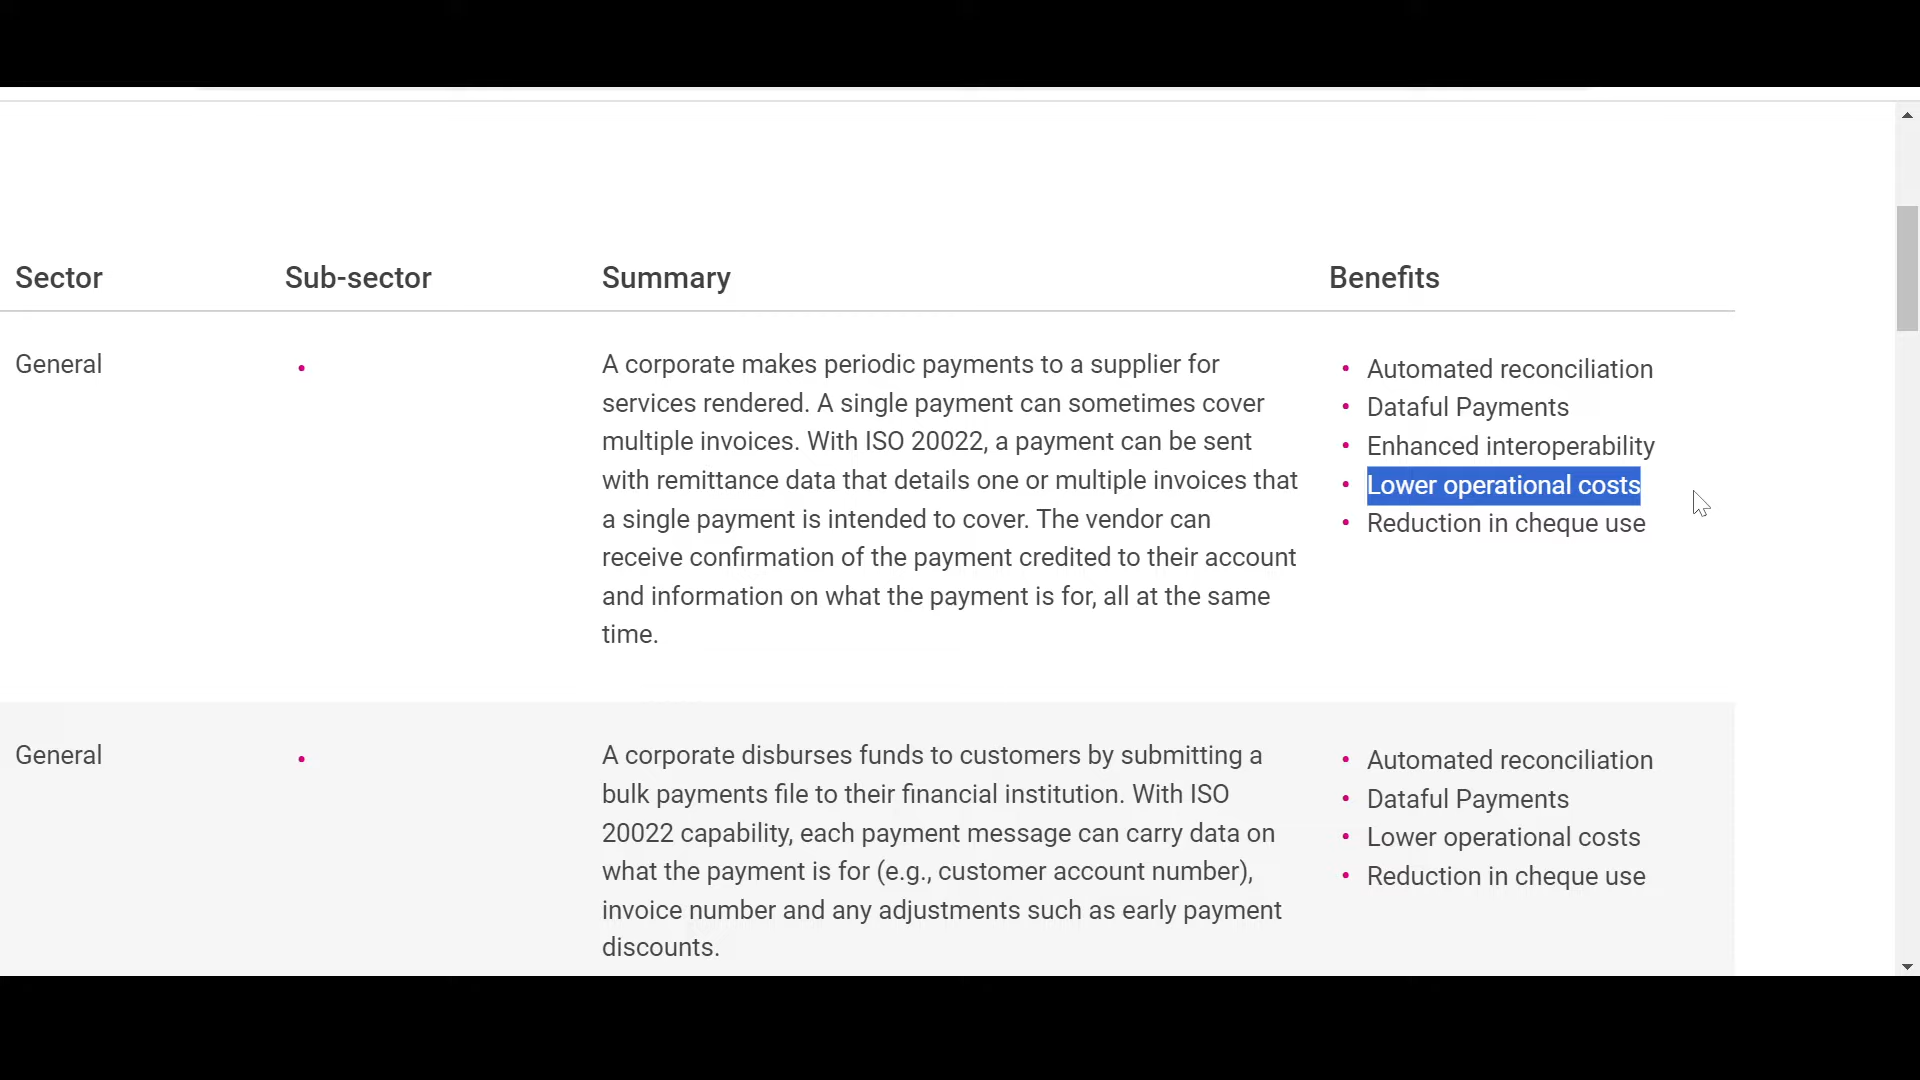 Sector Sub-sector Summary Benefits
General
A corporate makes periodic payments to a supplier for
services rendered. A single payment can sometimes cover
multiple invoices. With ISO 20022, a payment can be sent
with remittance data that details one or multiple invoices that
a single payment is intended to cover. The vendor can
receive confirmation of the payment credited to their account
and information on what the payment is for, all at the same
time.
• Automated reconciliation
• Dataful Payments
• Enhanced interoperability
• Lower operational costs
• Reduction in cheque use
General
A corporate disburses funds to customers by submitting a
bulk payments file to their financial institution. With ISO
20022 capability, each payment message can carry data on
what the payment is for (e.g., customer account number),
invoice number and any adjustments such as early payment
discounts.
• Automated reconciliation
• Dataful Payments
• Lower operational costs
• Reduction in cheque use